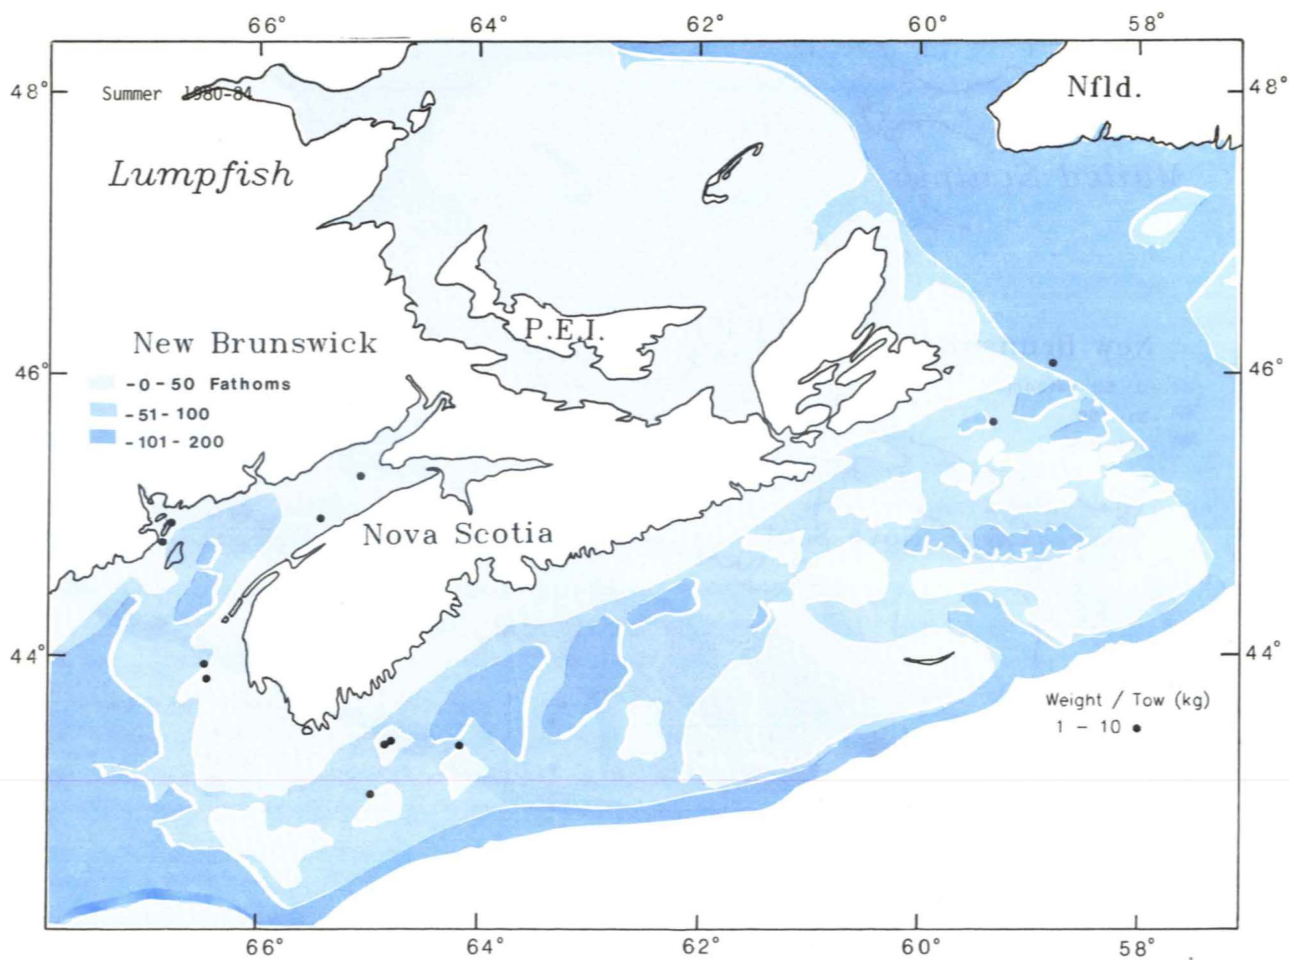 66° 64° 62° 60° 58°
48° 48°
Summer 1980-84
Nfld.
Lumpfish
P.E.I.
New Brunswick
46° 46°
-0-50 Fathoms
-51-100
-101-200
Nova Scotia
44° 44°
Weight / Tow (kg)
1 - 10
66° 64° 62° 60° 58°